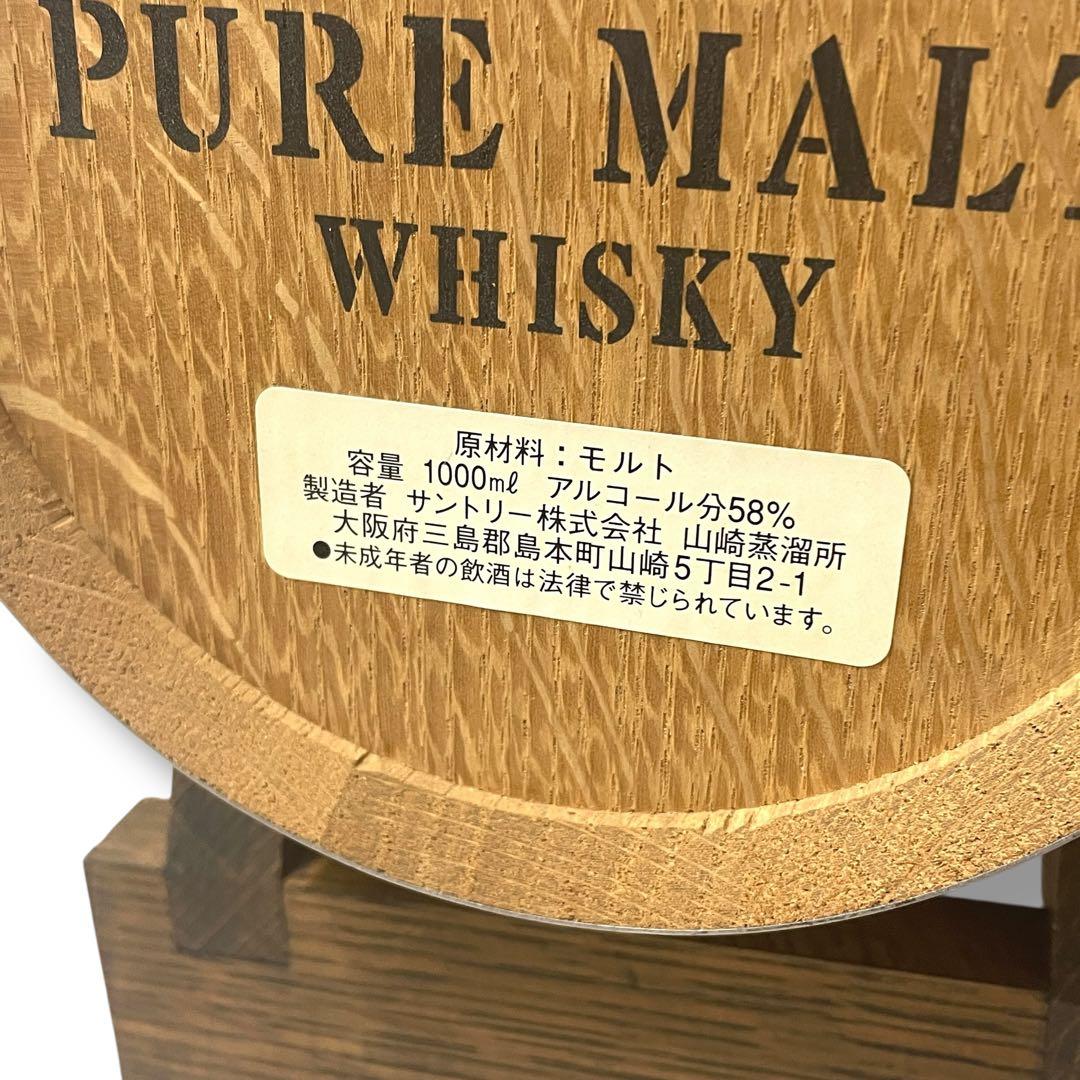 PURE MALT
WHISKY
原材料：モルト
容量 1000㎖ アルコール分58%
製造者 サントリー株式会社 山崎蒸溜所
大阪府三島郡島本町山崎5丁目2-1
●未成年者の飲酒は法律で禁じられています。